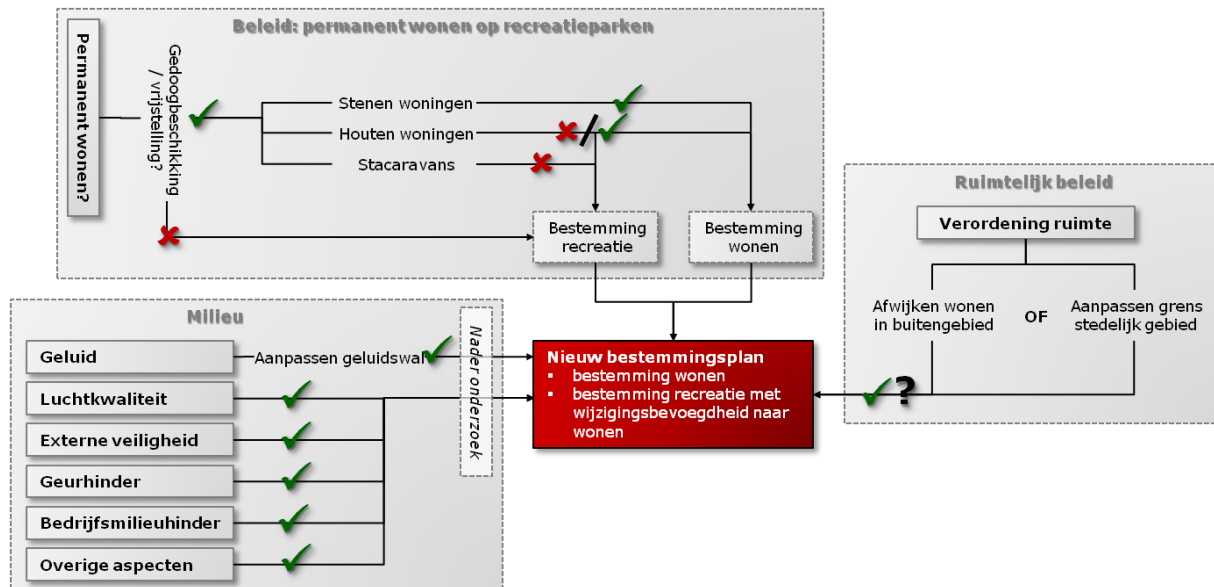 Beleid: permanent wonen op recreatieparken
Permanent wonen?
Gedoogbeschikking
/ vrijstelling?
Stenen woningen
Houten woningen
/
Stacaravans
Bestemming
recreatie
Bestemming
wonen
Ruimtelijk beleid
Verordening ruimte
Afwijken wonen
in buitengebied
OF
Aanpassen grens
stedelijk gebied
?
Milieu
Geluid
Aanpassen geluidswal
Luchtkwaliteit
Externe veiligheid
Geurhinder
Bedrijfsmilieuhinder
Overige aspecten
Nader onderzoek
Nieuw bestemmingsplan
▪ bestemming wonen
▪ bestemming recreatie met
wijzigingsbevoegdheid naar
wonen